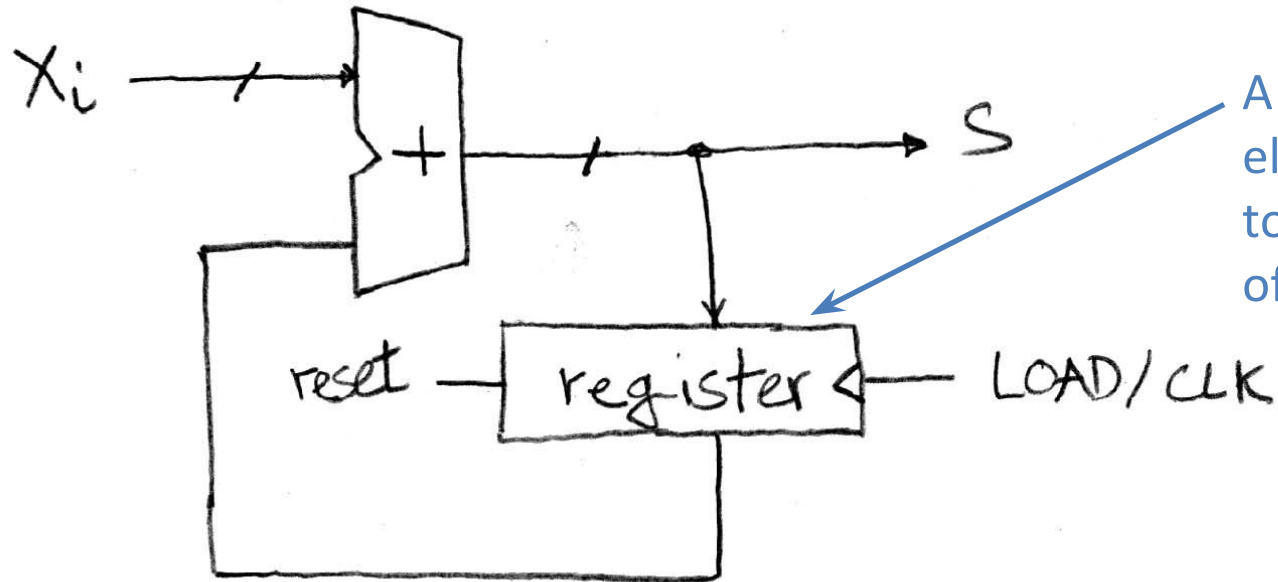 Xi
+
S
reset
register
LOAD/CLK
A
el
to
of